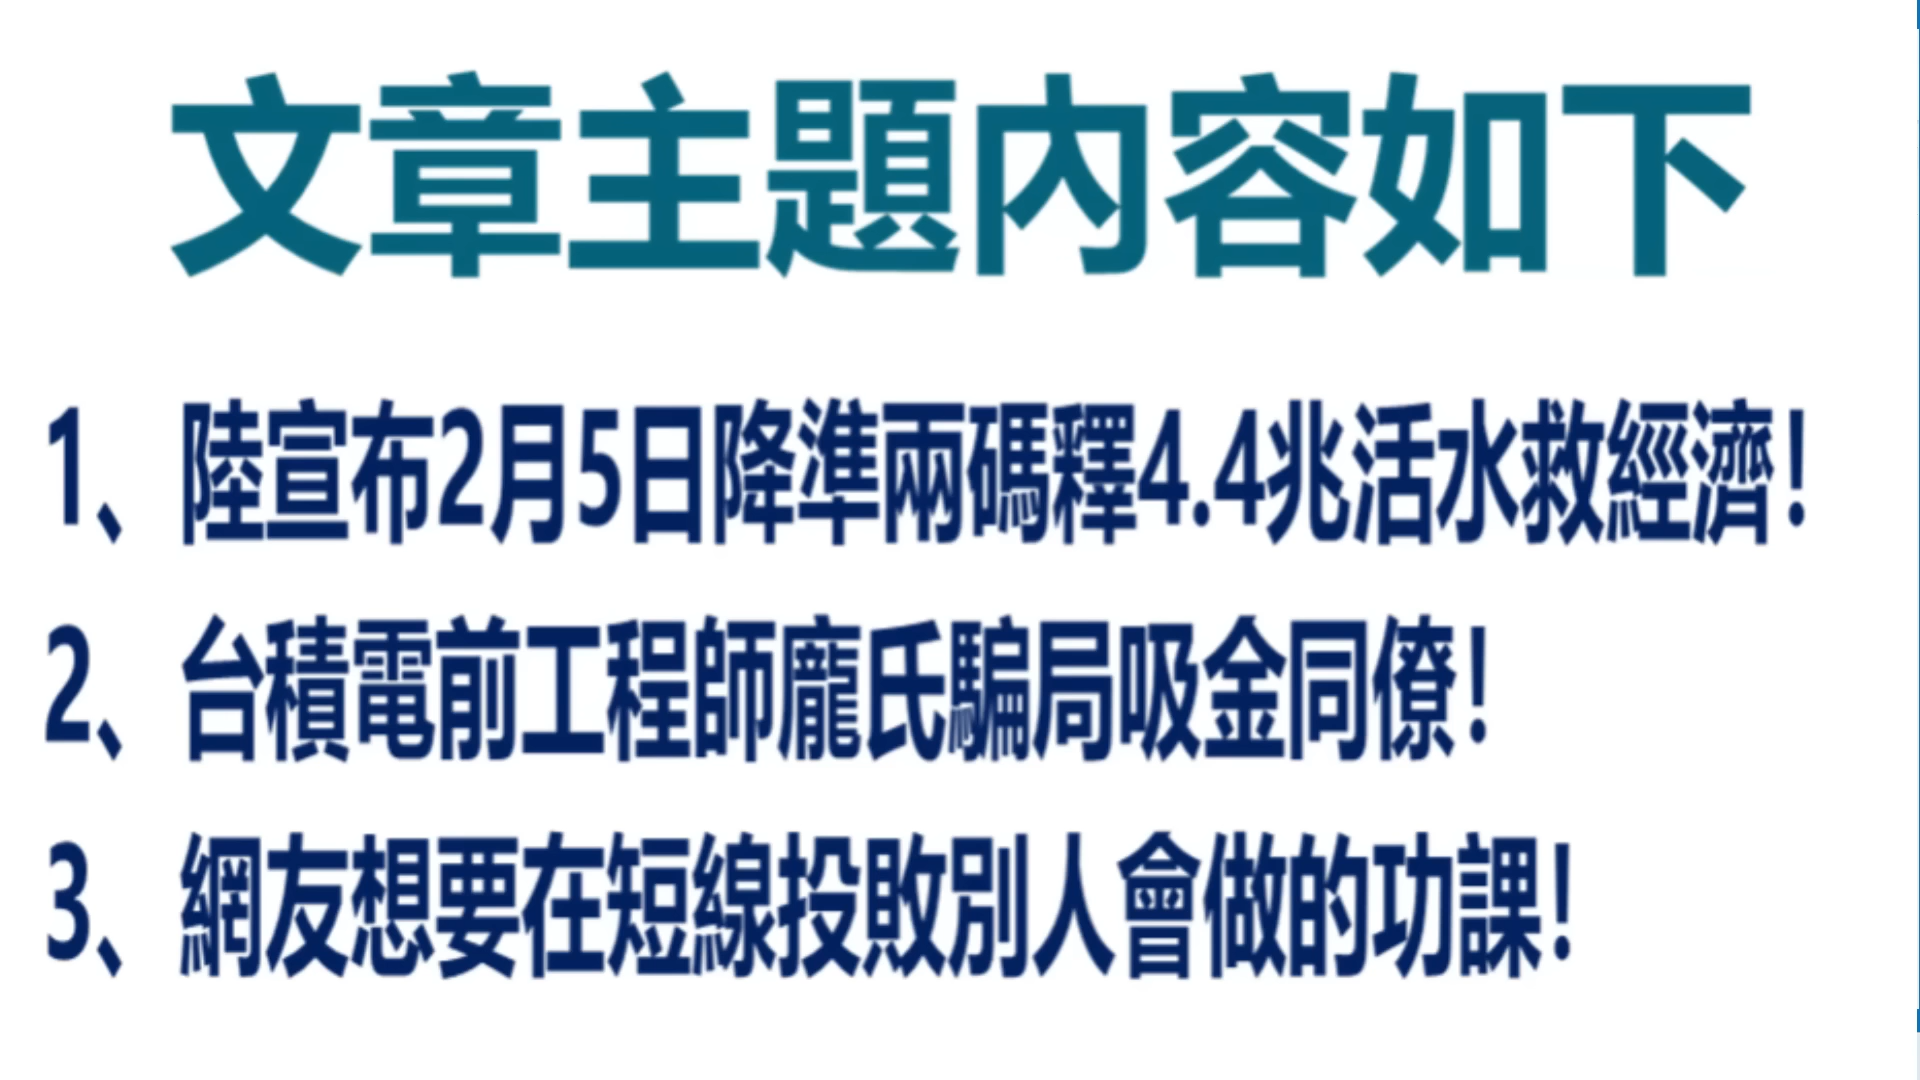 文章主題內容如下
1、陸宣布2月5日降準兩碼釋4.4兆活水救經濟!
2、台積電前工程師龐氏騙局吸金同僚!
3、網友想要在短線投敗別人會做的功課!